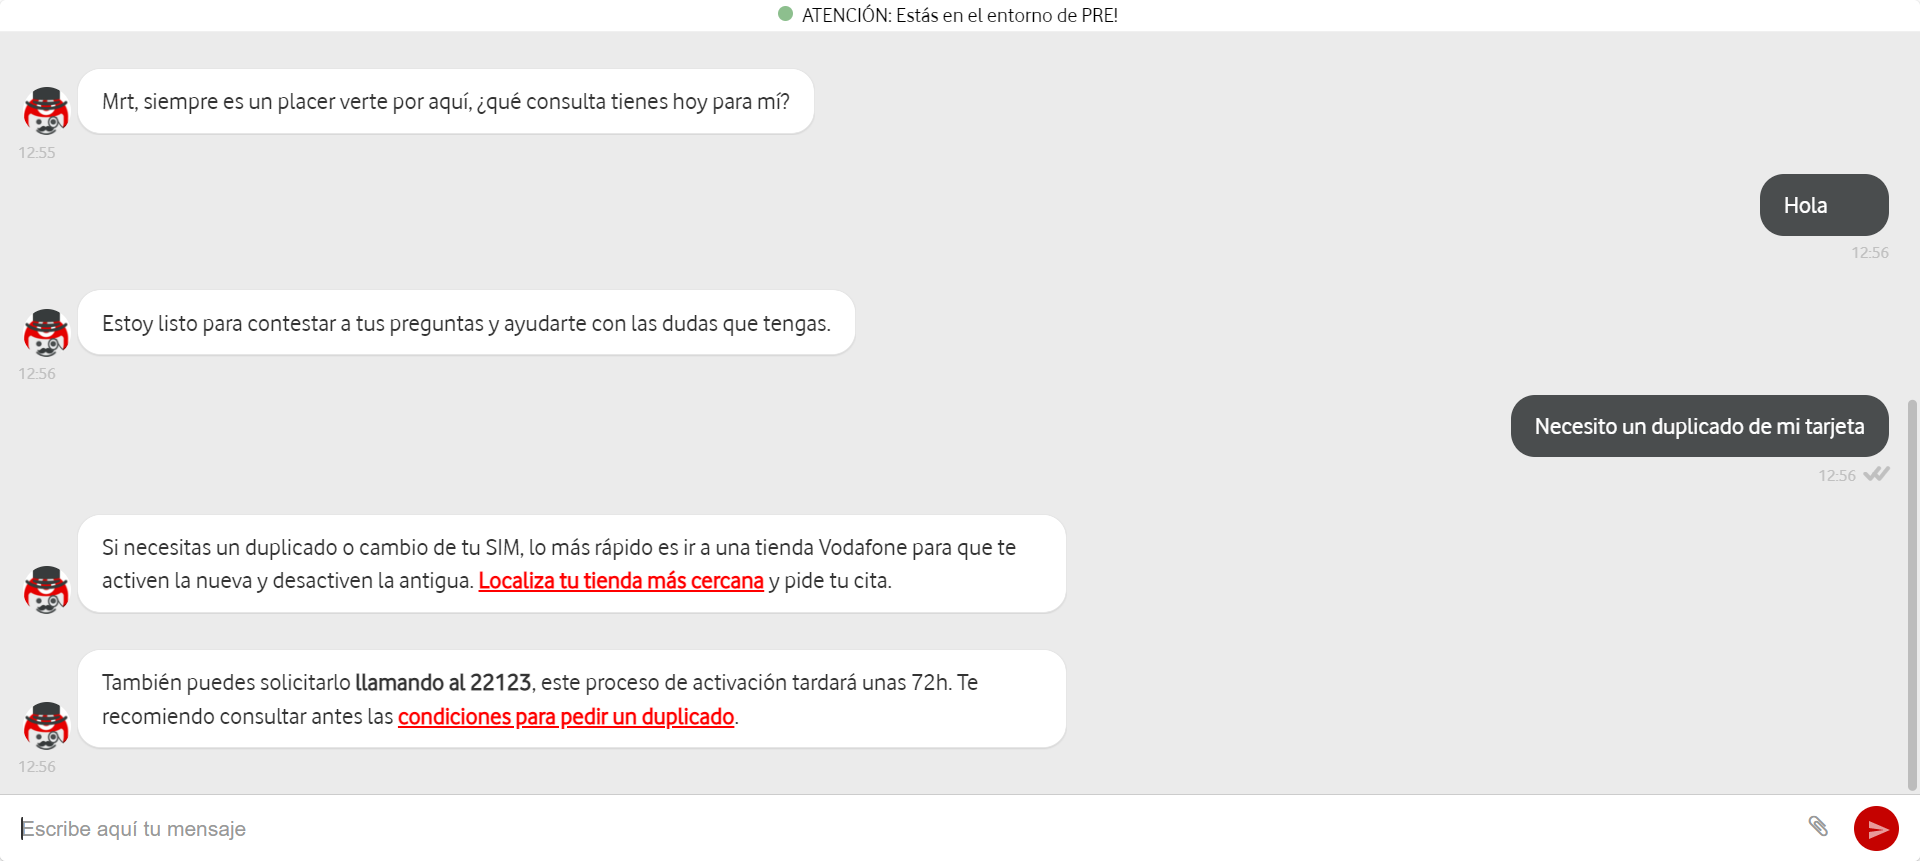 ATENCIÓN: Estás en el entorno de PRE!
Mrt, siempre es un placer verte por aquí, ¿qué consulta tienes hoy para mí?
12:55
Hola
12:56
Estoy listo para contestar a tus preguntas y ayudarte con las dudas que tengas.
12:56
Necesito un duplicado de mi tarjeta
12:56
Si necesitas un duplicado o cambio de tu SIM, lo más rápido es ir a una tienda Vodafone para que te
activen la nueva y desactiven la antigua. Localiza tu tienda más cercana y pide tu cita.
También puedes solicitarlo llamando al 22123, este proceso de activación tardará unas 72h. Te
recomiendo consultar antes las condiciones para pedir un duplicado.
12:56
Escribe aquí tu mensaje